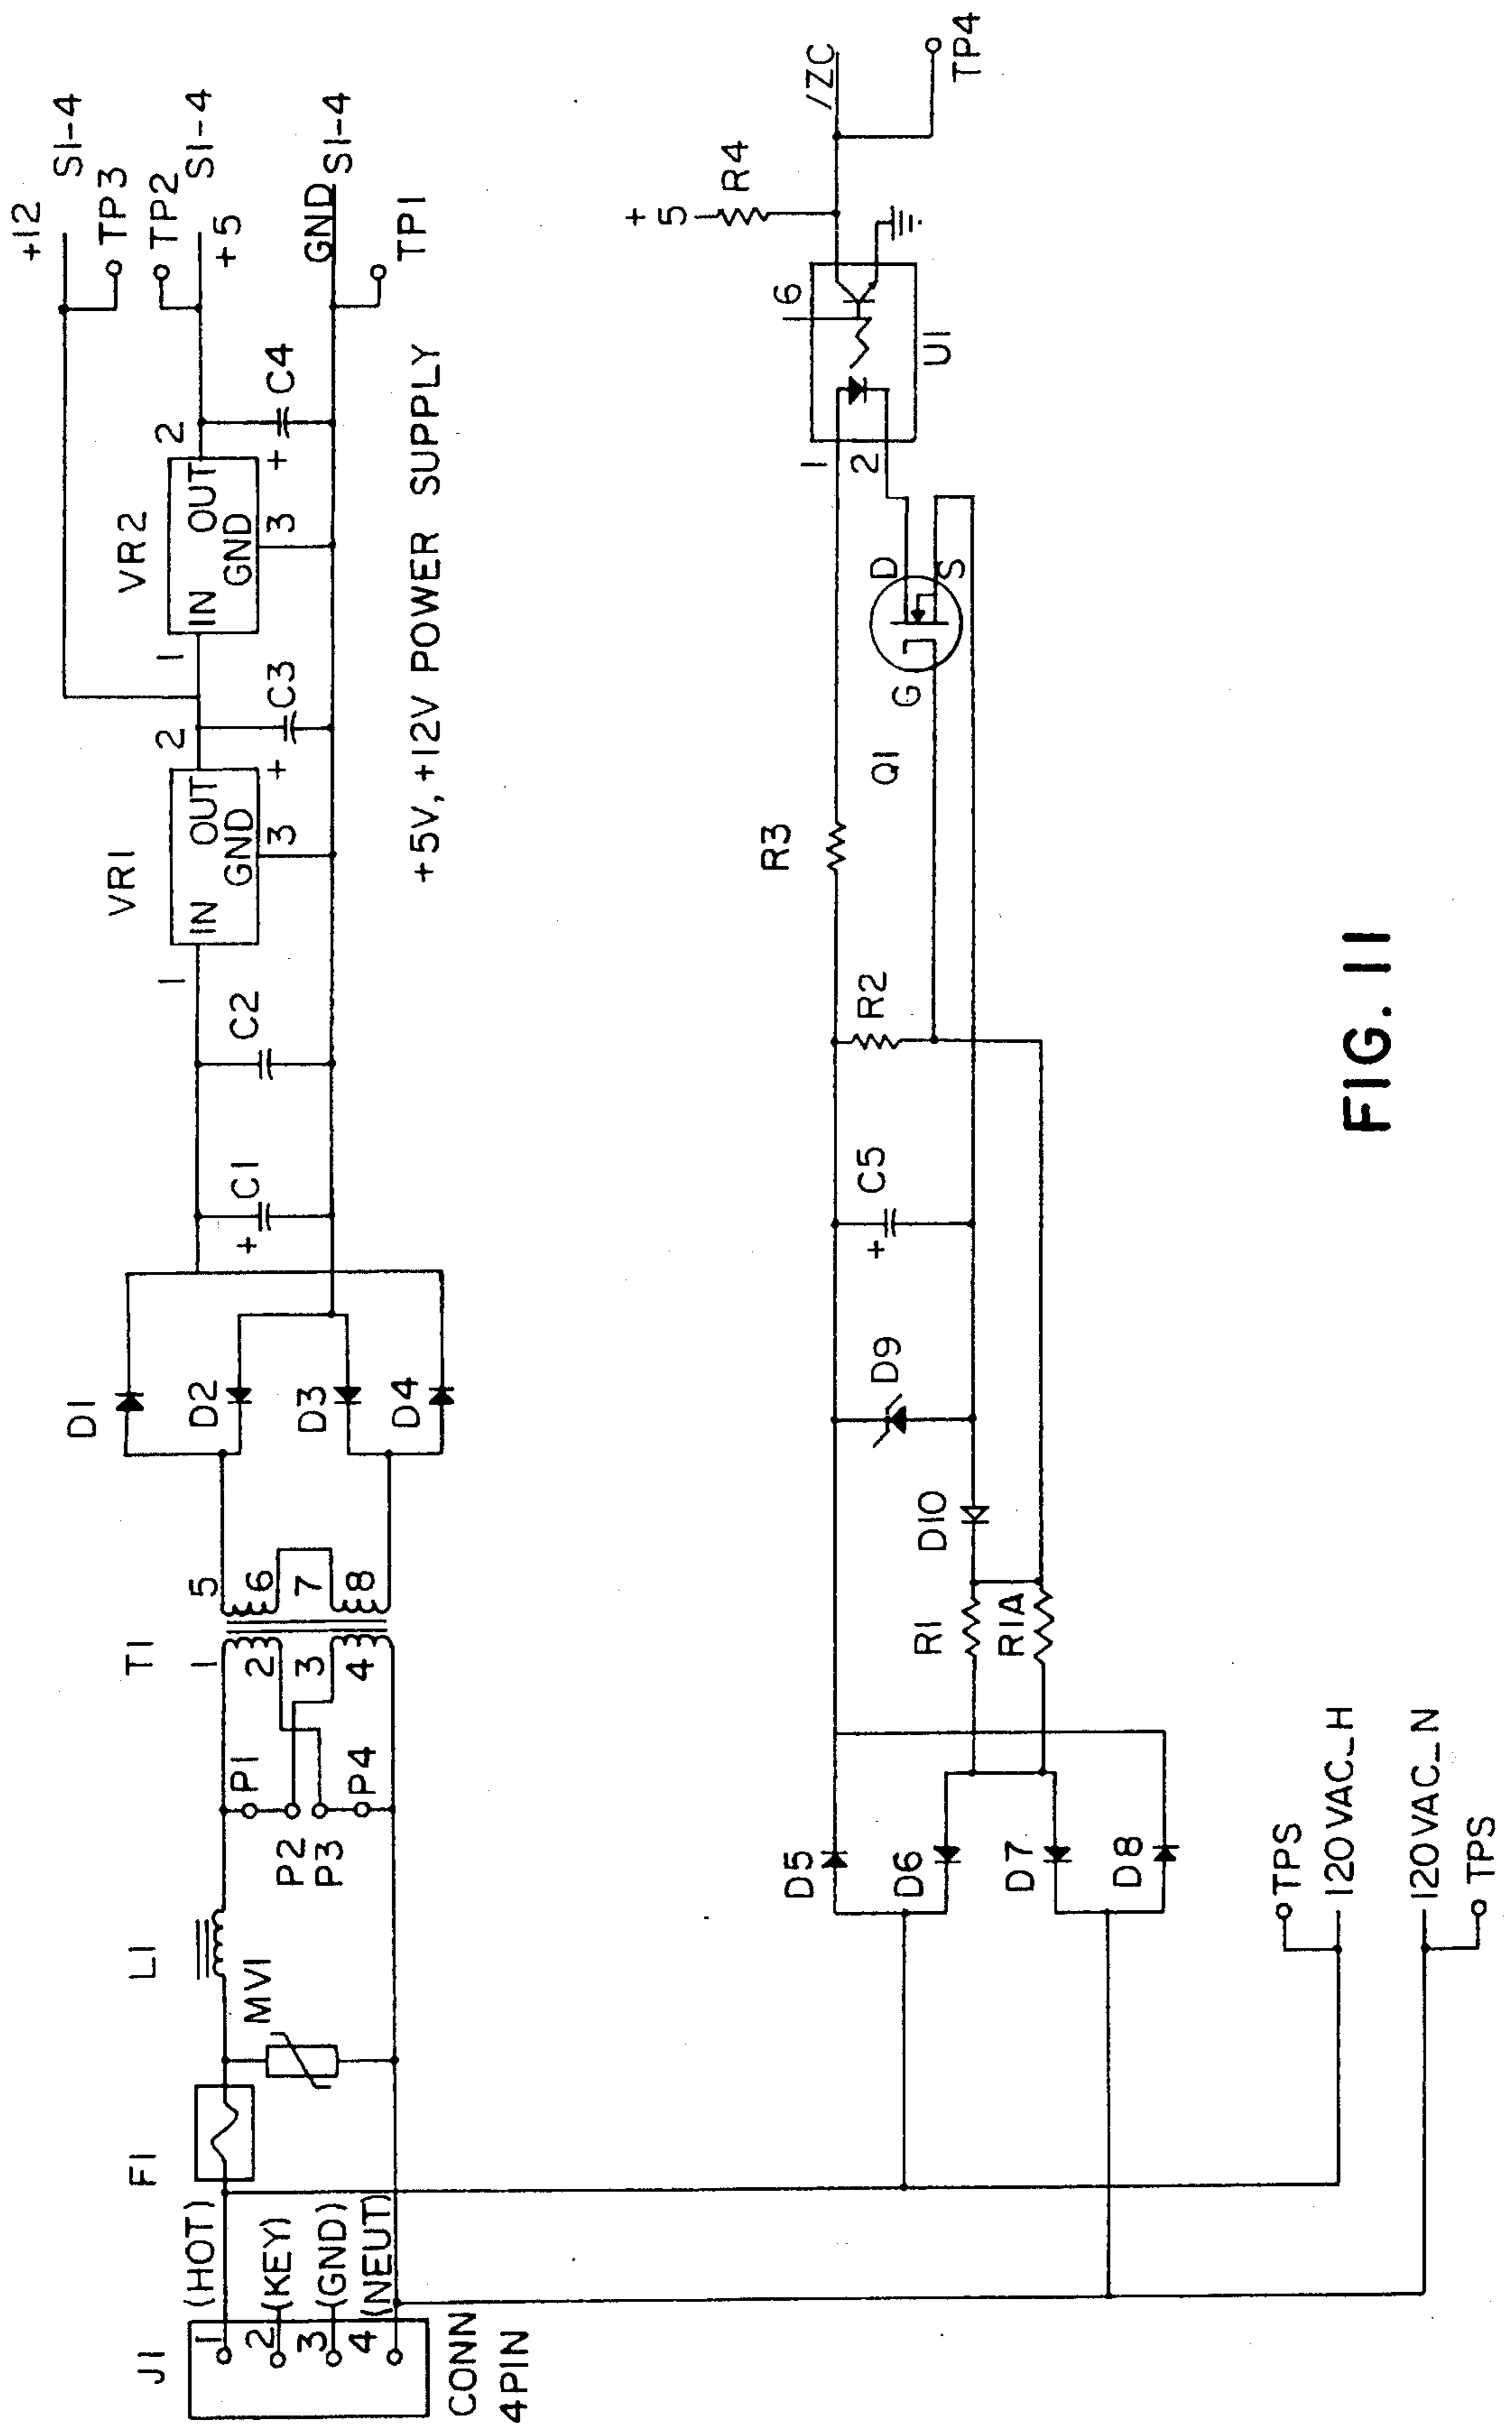 J1
CONN
4PIN
1 (HOT)
2 (KEY)
3 (GND)
4 (NEUT)
F1
MV1
L1
P1
P2
P3
P4
T1
1
2
3
4
5
6
7
8
D1
D2
D3
D4
+
C1
C2
VR1
1
IN
OUT
GND
2
3
+
C3
VR2
1
IN
OUT
GND
2
3
+
C4
+12
S1-4
TP3
TP2
S1-4
+5
GND
S1-4
TP1
+5V, +12V POWER SUPPLY
D5
D6
D7
D8
R1
R1A
D10
D9
+
C5
R2
R3
Q1
G
D
S
1
2
6
U1
+
5
R4
/ZC
TP4
TPS
120VAC_H
120VAC_N
TPS
FIG. 11